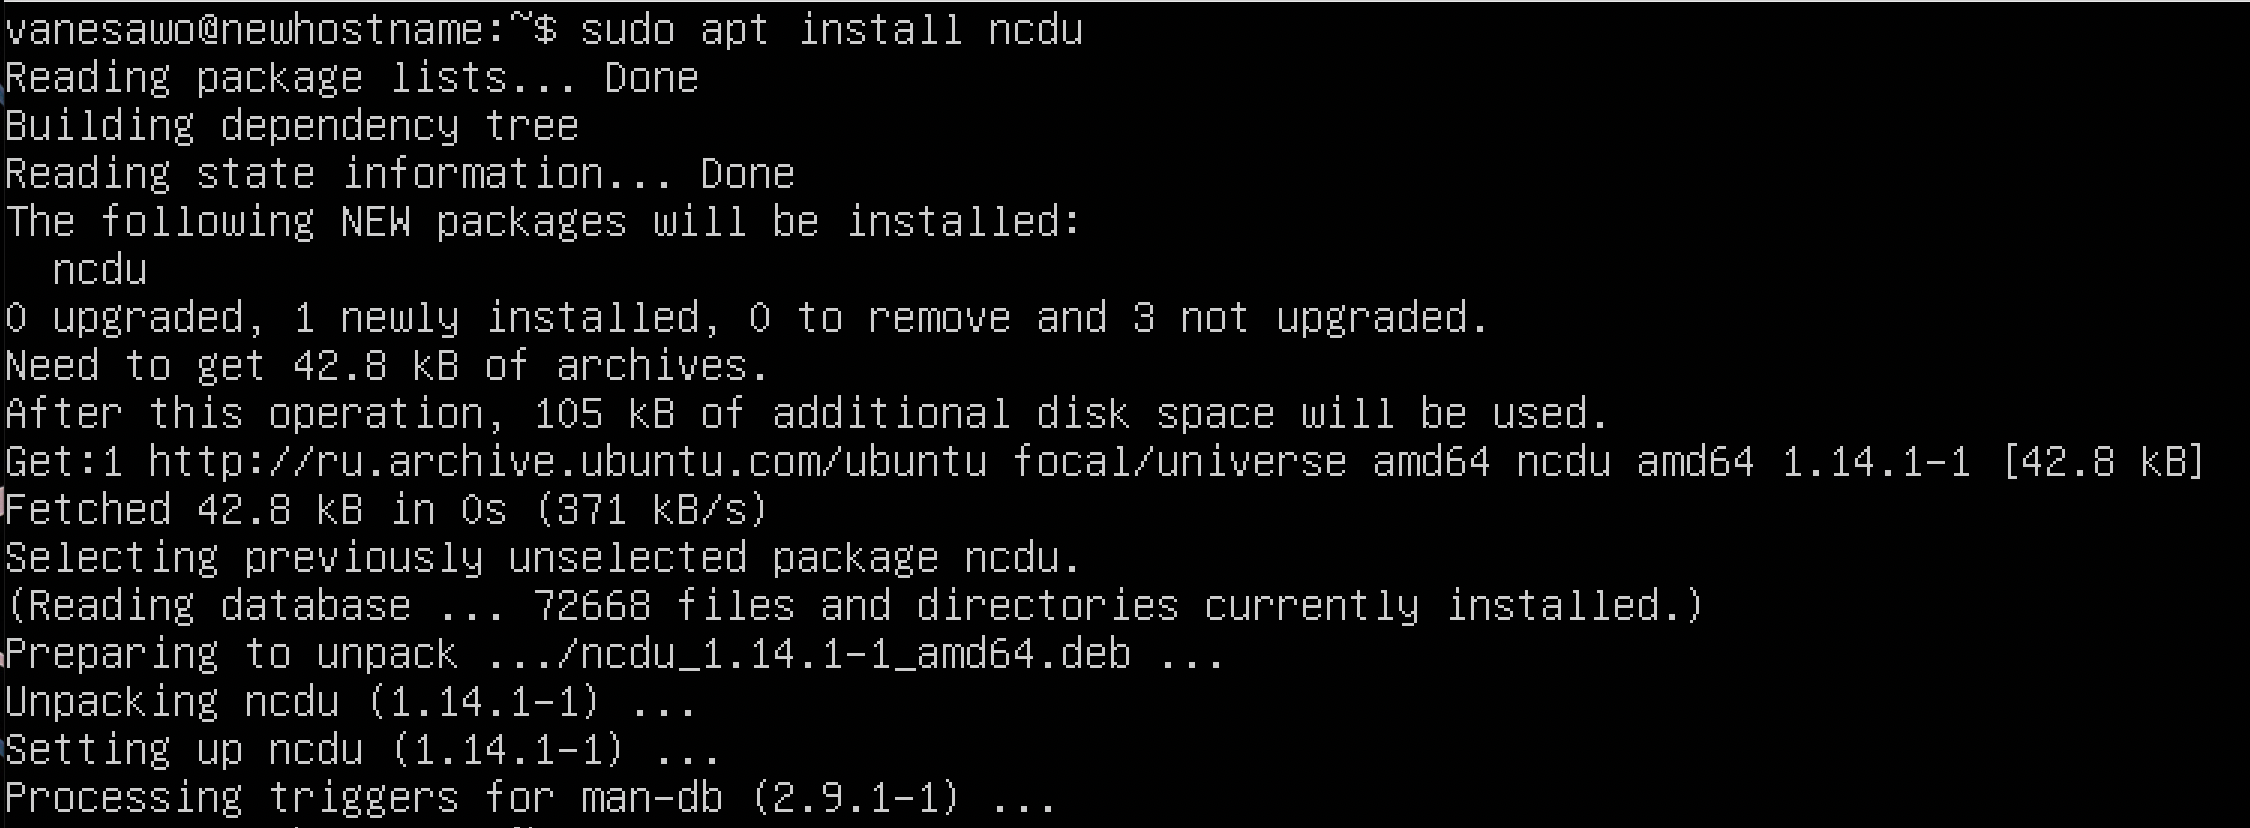 vanesawo@newhostname:~$ sudo apt install ncdu
Reading package lists... Done
Building dependency tree
Reading state information... Done
The following NEW packages will be installed:
  ncdu
0 upgraded, 1 newly installed, 0 to remove and 3 not upgraded.
Need to get 42.8 kB of archives.
After this operation, 105 kB of additional disk space will be used.
Get:1 http://ru.archive.ubuntu.com/ubuntu focal/universe amd64 ncdu amd64 1.14.1-1 [42.8 kB]
Fetched 42.8 kB in 0s (371 kB/s)
Selecting previously unselected package ncdu.
(Reading database ... 72668 files and directories currently installed.)
Preparing to unpack .../ncdu_1.14.1-1_amd64.deb ...
Unpacking ncdu (1.14.1-1) ...
Setting up ncdu (1.14.1-1) ...
Processing triggers for man-db (2.9.1-1) ...